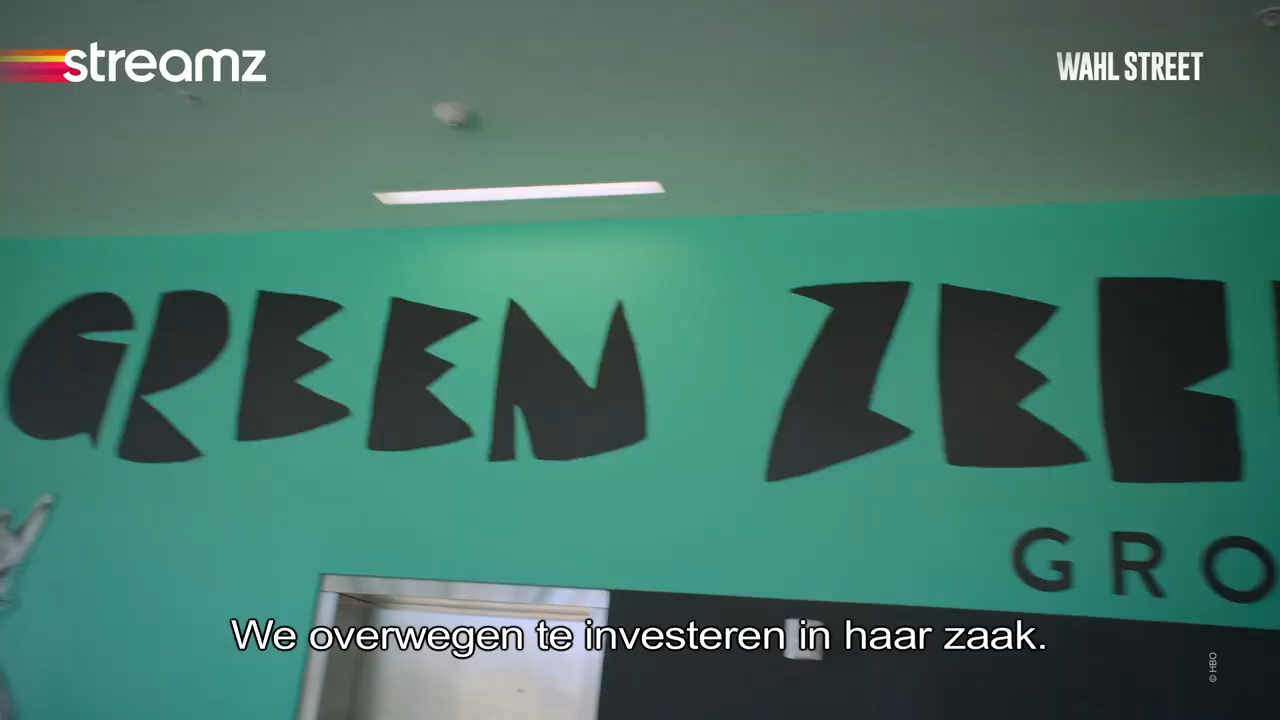 streamz
WAHL STREET
GREEN ZEB
GRO
We overwegen te investeren in haar zaak.
© HBO